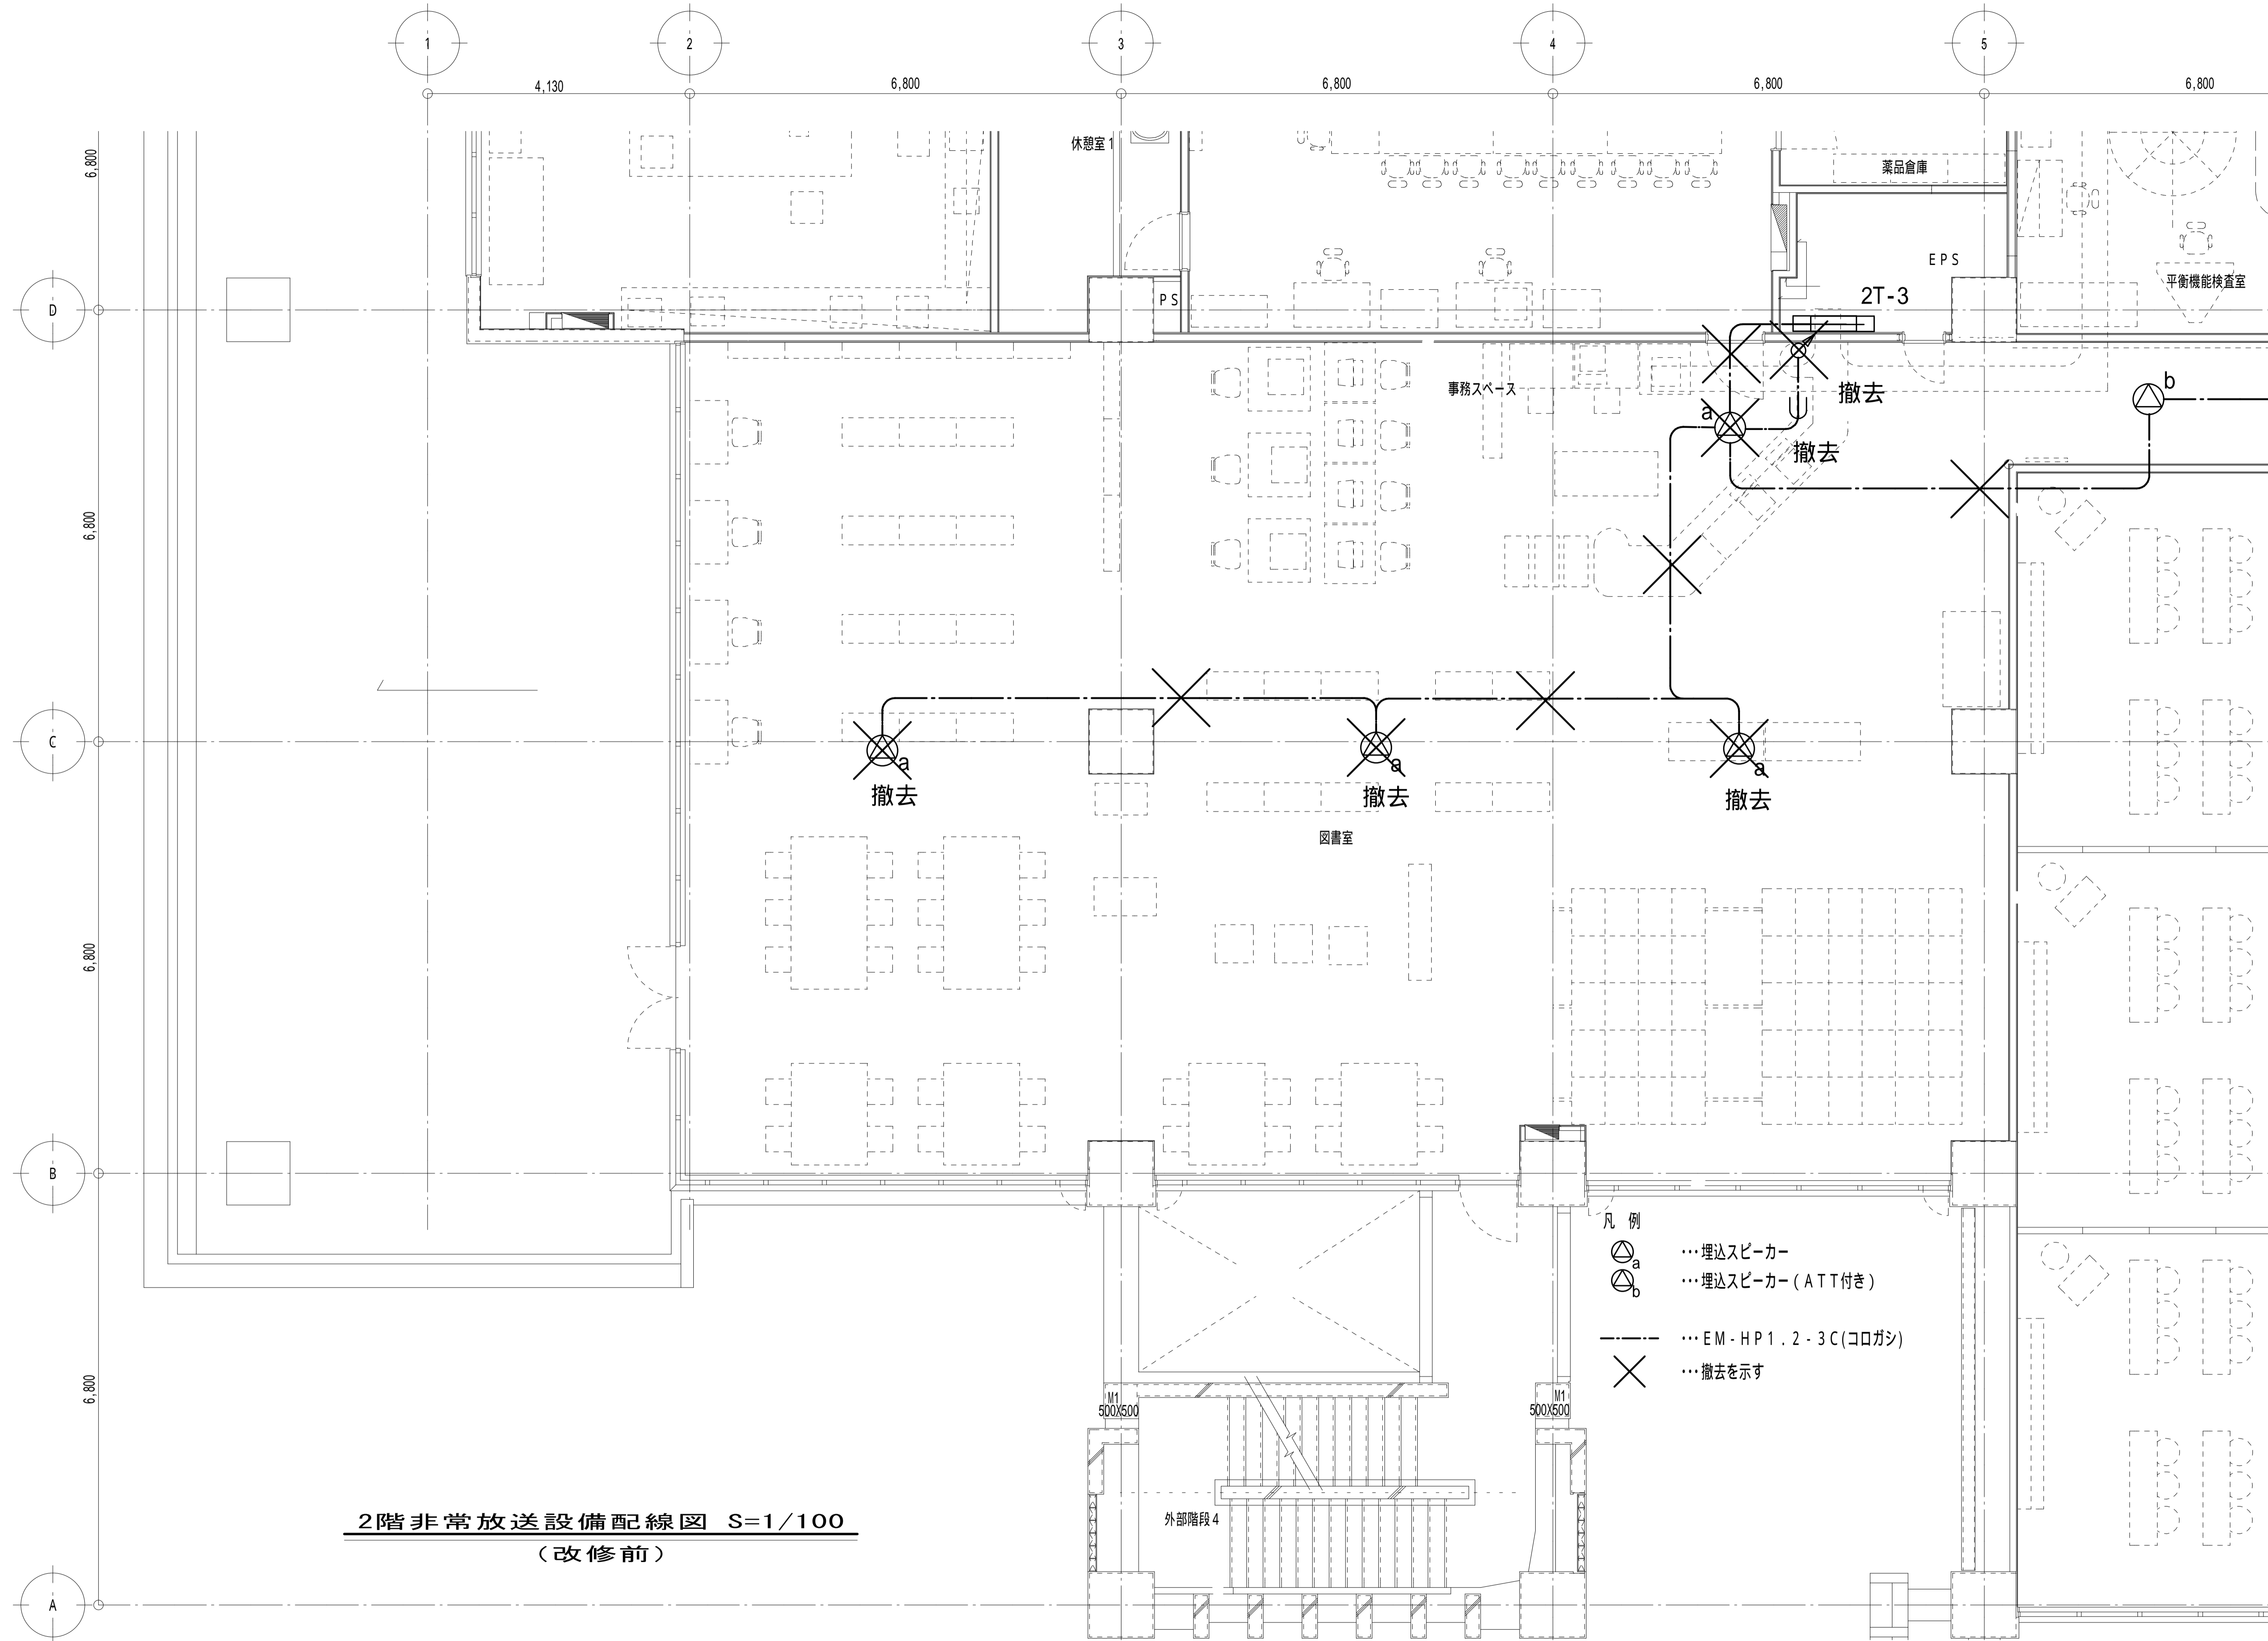 1
2
3
4
5
4,130
6,800
6,800
6,800
6,800
6,800
休憩室1
薬品倉庫
EPS
平衡機能検査室
PS
D
2T-3
事務スペース
撤去
b
a
撤去
6,800
C
a
a
a
撤去
撤去
撤去
図書室
6,800
B
凡 例
a …埋込スピーカー
b …埋込スピーカー(ATT付き)
…EM-HP1.2-3C(コロガシ)
…撤去を示す
6,800
M1
500X500
M1
500X500
外部階段4
2階非常放送設備配線図 S=1/100
(改修前)
A